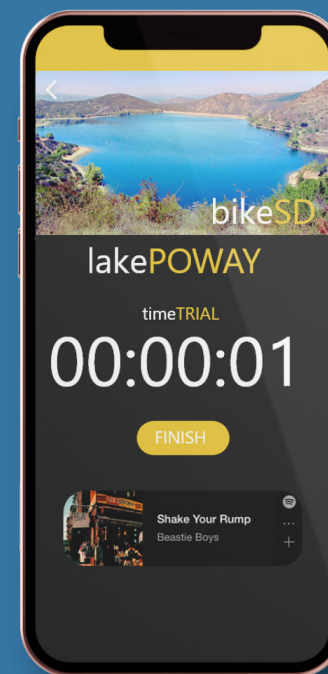 bikeSD
lakePOWAY
timeTRIAL
00:00:01
FINISH
Shake Your Rump
Beastie Boys